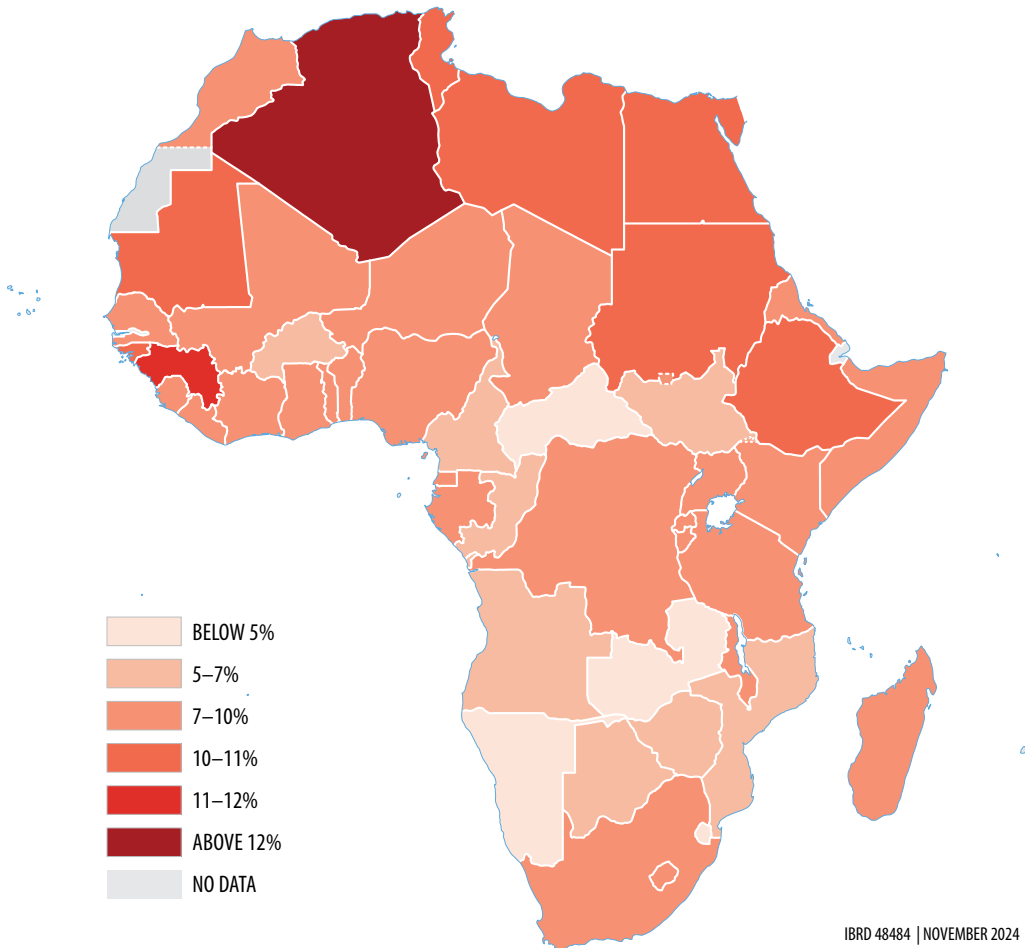 BELOW 5%
5–7%
7–10%
10–11%
11–12%
ABOVE 12%
NO DATA
IBRD 48484 | NOVEMBER 2024